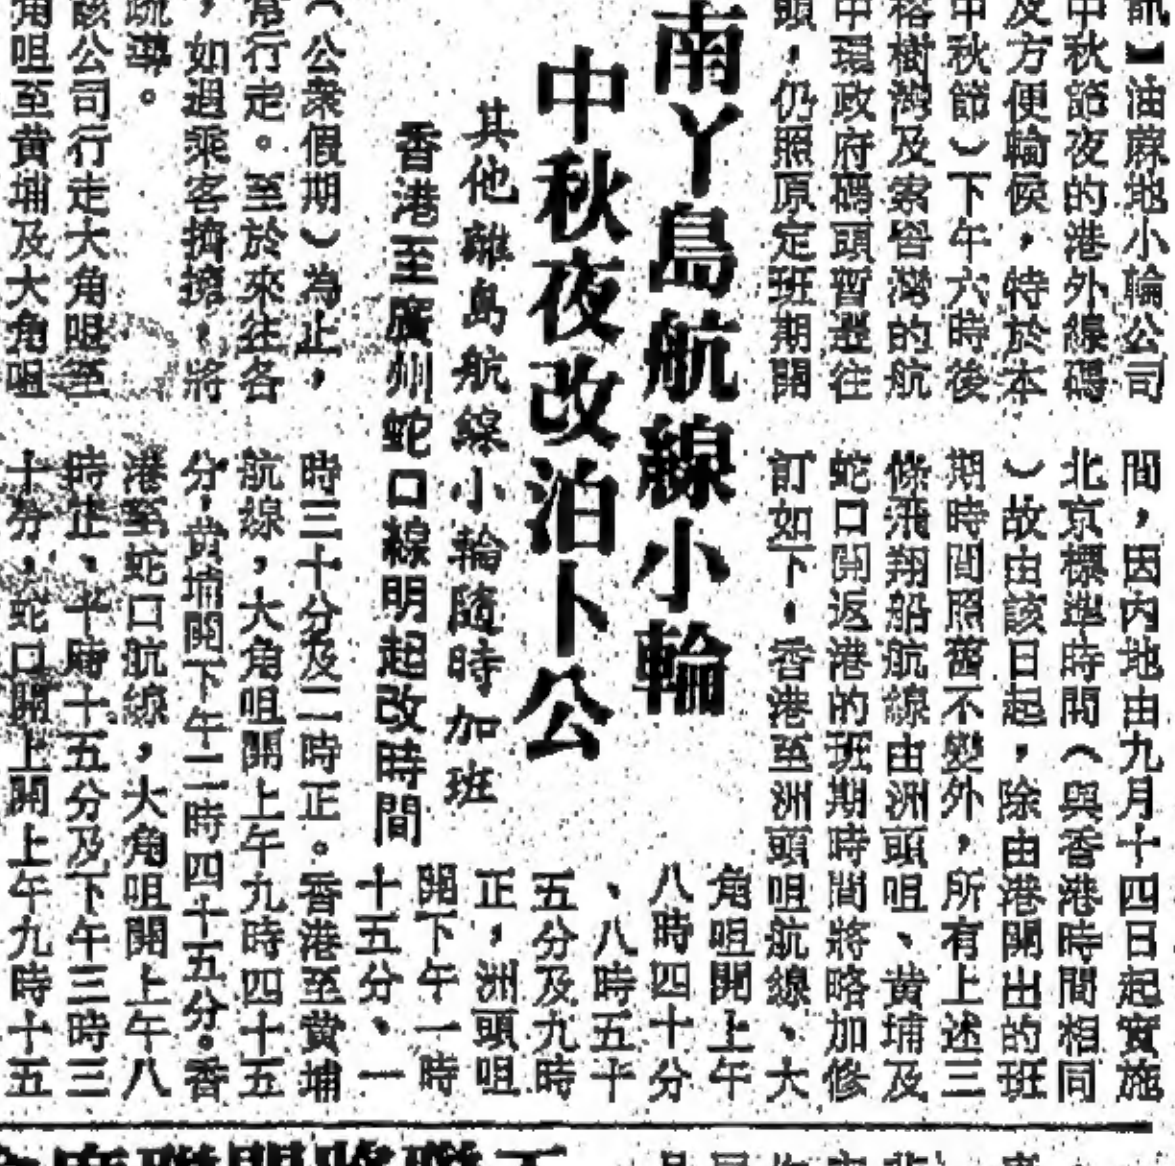 南丫島航線小輪
中秋夜改泊卜公
其他離島航線小輪隨時加班
香港至廣州蛇口線明起改時間
訊】油蔴地小輪公司
中秋節夜的港外線碼
及方便輪候,特於本
中秋節)下午六時後
榕樹灣及索罟灣的航
中環政府碼頭暫遷往
頭,仍照原定班期開
(公衆假期)為止,
常行走。至於來往各
,如遇乘客擠擁,將
疏導。
該公司行走大角咀至
角咀至黃埔及大角咀
間,因內地由九月十四日起實施
北京標準時間(與香港時間相同
)故由該日起,除由港開出的班
期時間照舊不變外,所有上述三
條飛翔船航線由洲頭咀、黃埔及
蛇口開返港的班期時間將略加修
訂如下,香港至洲頭咀航線、大
角咀開上午
八時四十分
、八時五十
五分及九時
正,洲頭咀
開下午一時
十五分、一
時三十分及二時正。香港至黃埔
航線,大角咀開上午九時四十五
分,黃埔開下午二時四十五分。香
港至蛇口航線,大角咀開上午八
時正、十時十五分及下午三時三
十分,蛇口開上開上午九時十五